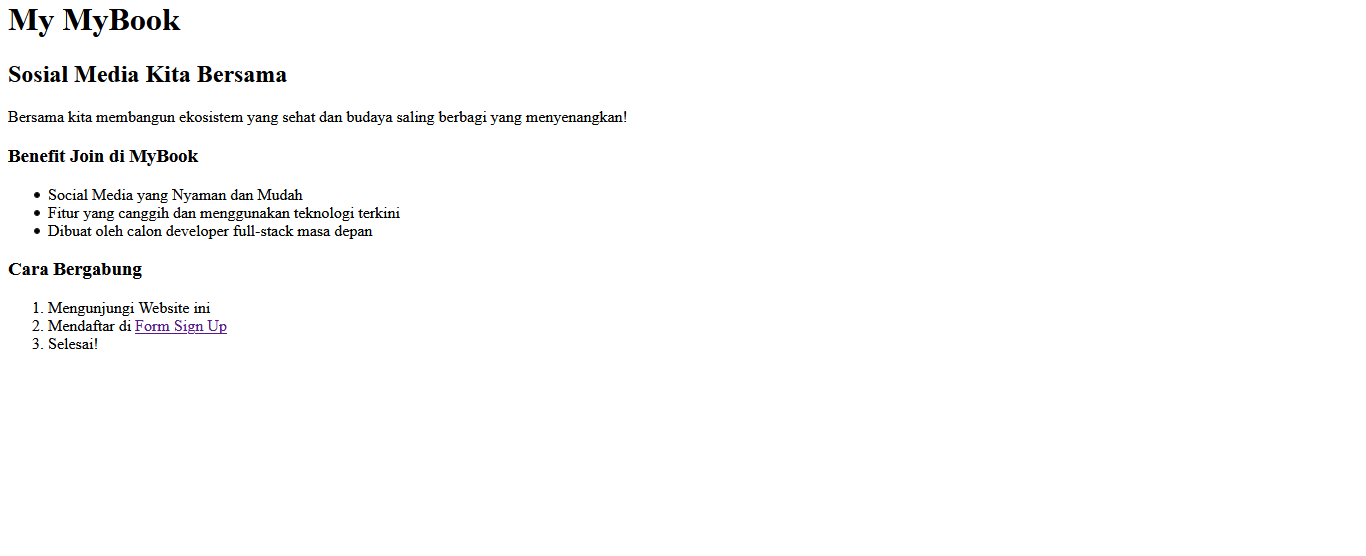 My MyBook
Sosial Media Kita Bersama
Bersama kita membangun ekosistem yang sehat dan budaya saling berbagi yang menyenangkan!
Benefit Join di MyBook
• Social Media yang Nyaman dan Mudah
• Fitur yang canggih dan menggunakan teknologi terkini
• Dibuat oleh calon developer full-stack masa depan
Cara Bergabung
1. Mengunjungi Website ini
2. Mendaftar di Form Sign Up
3. Selesai!